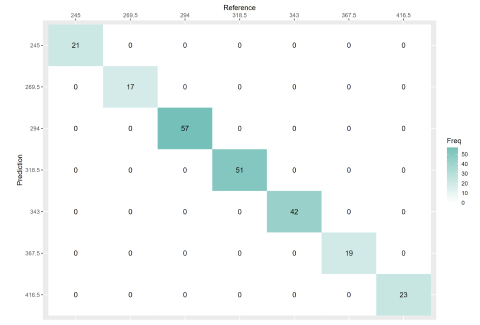 Reference
245 269.5 294 318.5 343 367.5 416.5
245 21 0 0 0 0 0 0
269.5 0 17 0 0 0 0 0
294 0 0 57 0 0 0 0
318.5 0 0 0 51 0 0 0
343 0 0 0 0 42 0 0
367.5 0 0 0 0 0 19 0
416.5 0 0 0 0 0 0 23
Prediction
Freq
50
40
30
20
10
0